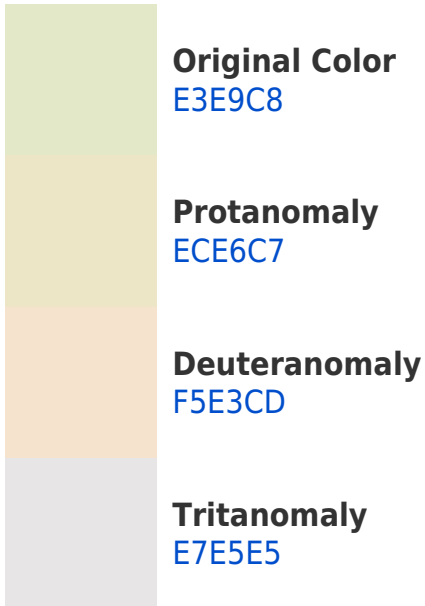 Original Color
E3E9C8
Protanomaly
ECE6C7
Deuteranomaly
F5E3CD
Tritanomaly
E7E5E5